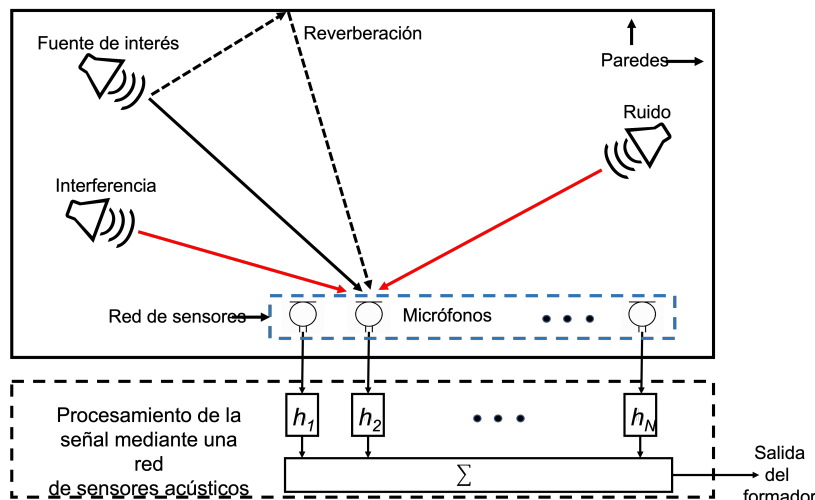 Fuente de interés
Reverberación
Paredes
Ruido
Interferencia
Red de sensores
Micrófonos
Procesamiento de la
señal mediante una
red
de sensores acústicos
h1
h2
hN
Σ
Salida
del
formador